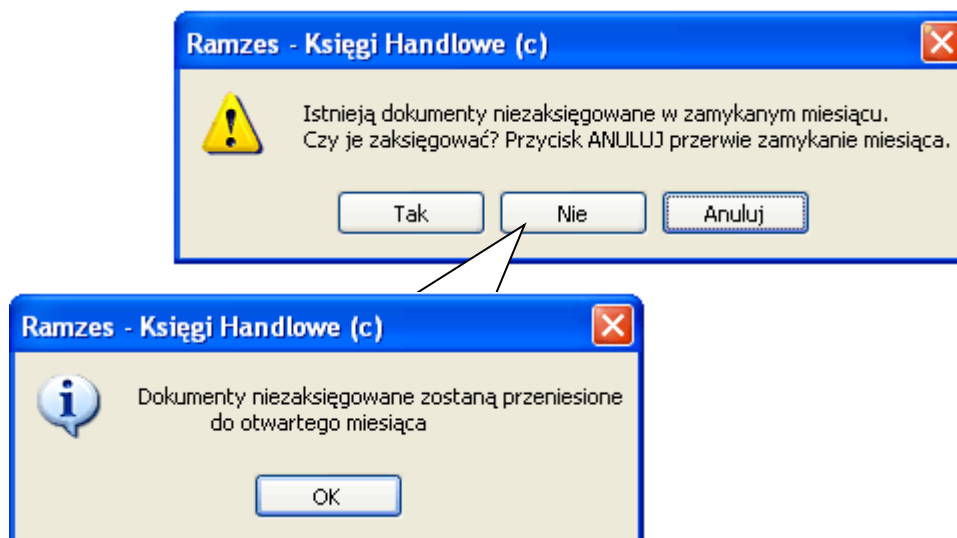 Ramzes - Księgi Handlowe (c)
Istnieją dokumenty niezaksięgowane w zamykanym miesiącu.
Czy je zaksięgować? Przycisk ANULUJ przerwie zamykanie miesiąca.
Tak Nie Anuluj
Ramzes - Księgi Handlowe (c)
Dokumenty niezaksięgowane zostaną przeniesione
do otwartego miesiąca
OK